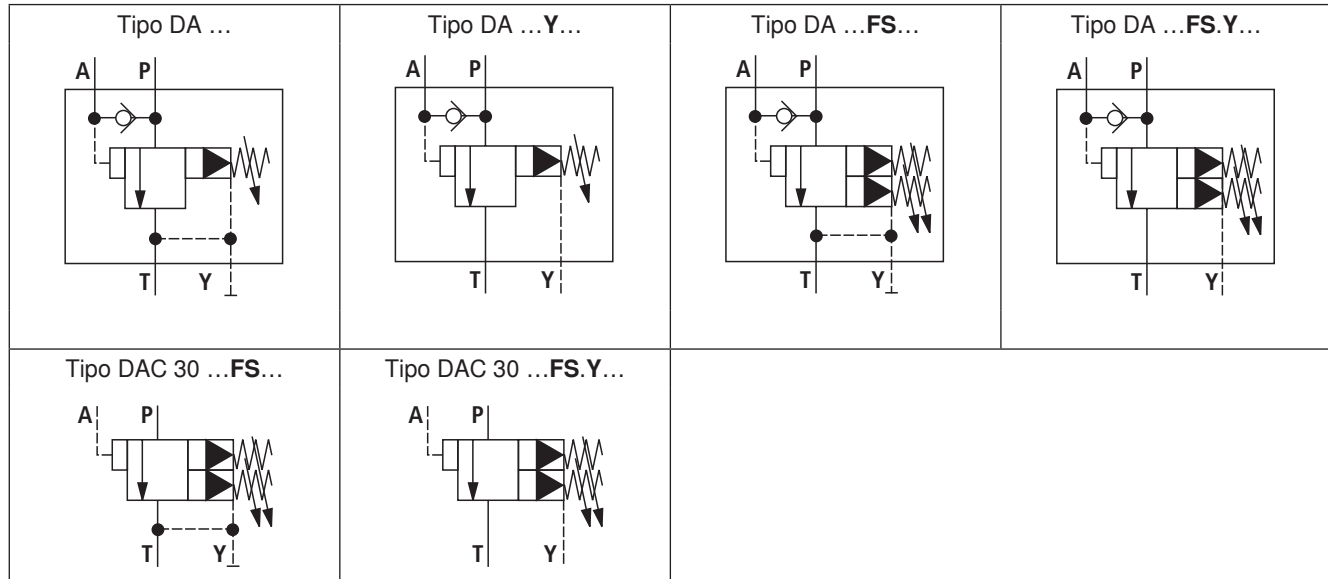 Tipo DA … Tipo DA …Y… Tipo DA …FS… Tipo DA …FS.Y…
A P A P A P A P
T Y T Y T Y T Y
Tipo DAC 30 …FS… Tipo DAC 30 …FS.Y…
A P A P
T Y T Y